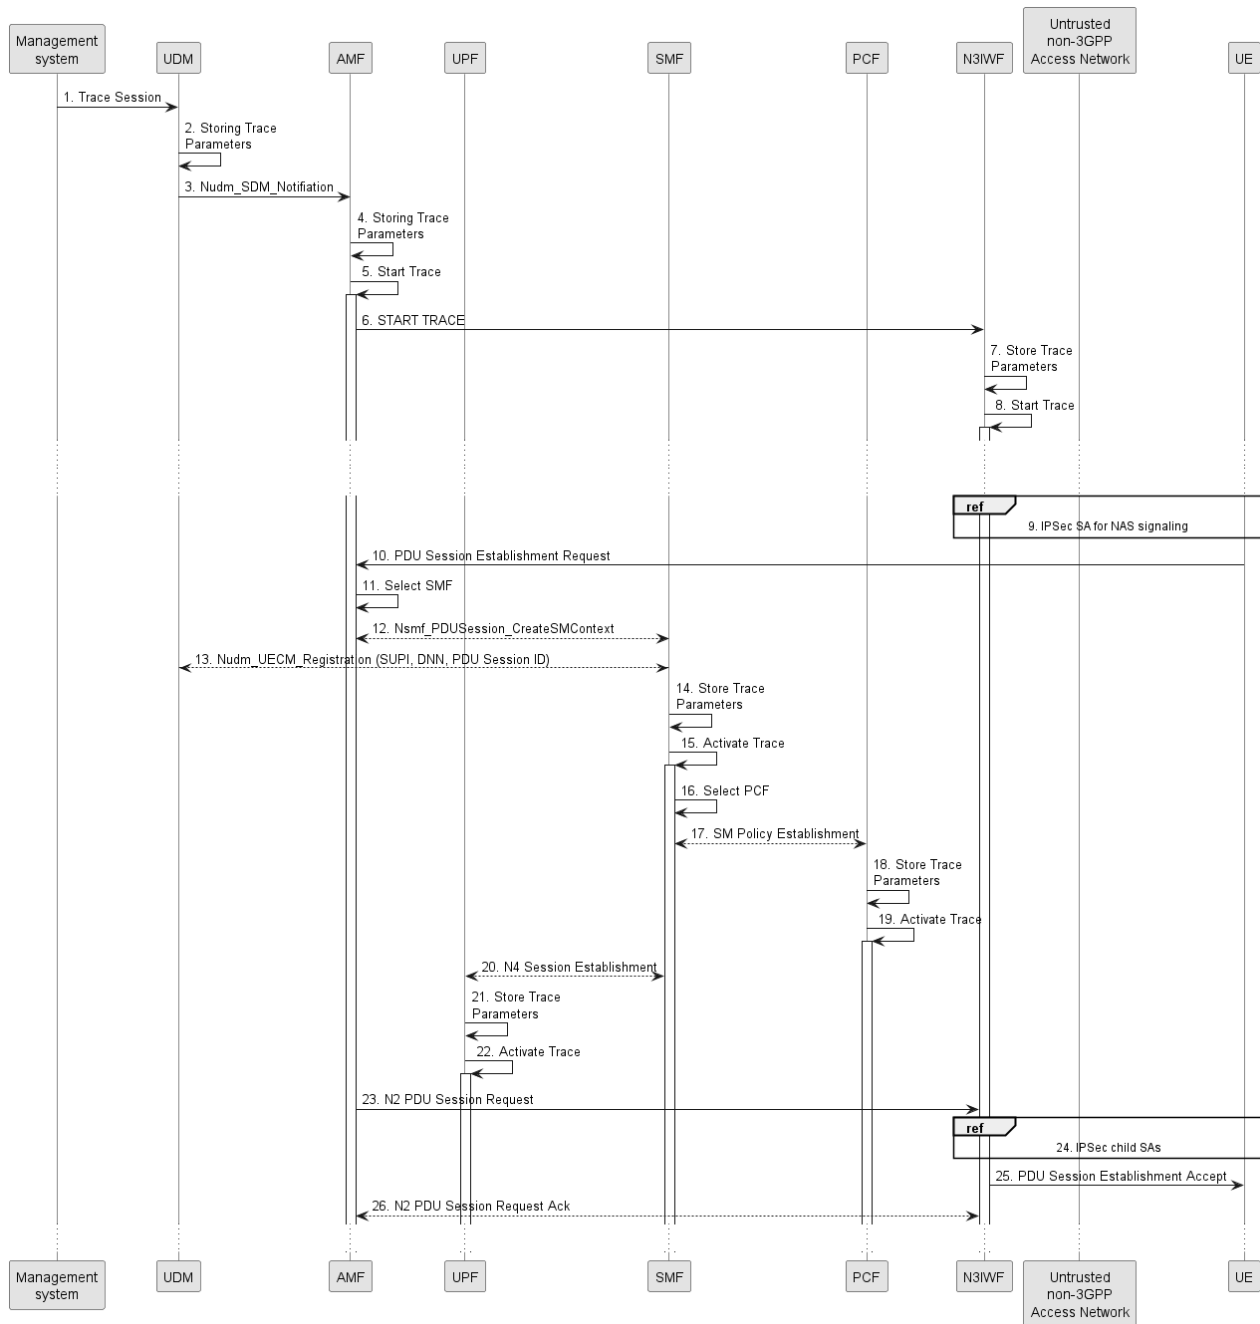 Management
system
UDM
AMF
UPF
SMF
PCF
N3IWF
Untrusted
non-3GPP
Access Network
UE
1. Trace Session
2. Storing Trace
Parameters
3. Nudm_SDM_Notifiation
4. Storing Trace
Parameters
5. Start Trace
6. START TRACE
7. Store Trace
Parameters
8. Start Trace
ref
9. IPSec SA for NAS signaling
10. PDU Session Establishment Request
11. Select SMF
12. Nsmf_PDUSession_CreateSMContext
13. Nudm_UECM_Registration (SUPI, DNN, PDU Session ID)
14. Store Trace
Parameters
15. Activate Trace
16. Select PCF
17. SM Policy Establishment
18. Store Trace
Parameters
19. Activate Trace
20. N4 Session Establishment
21. Store Trace
Parameters
22. Activate Trace
23. N2 PDU Session Request
ref
24. IPSec child SAs
25. PDU Session Establishment Accept
26. N2 PDU Session Request Ack
Management
system
UDM
AMF
UPF
SMF
PCF
N3IWF
Untrusted
non-3GPP
Access Network
UE